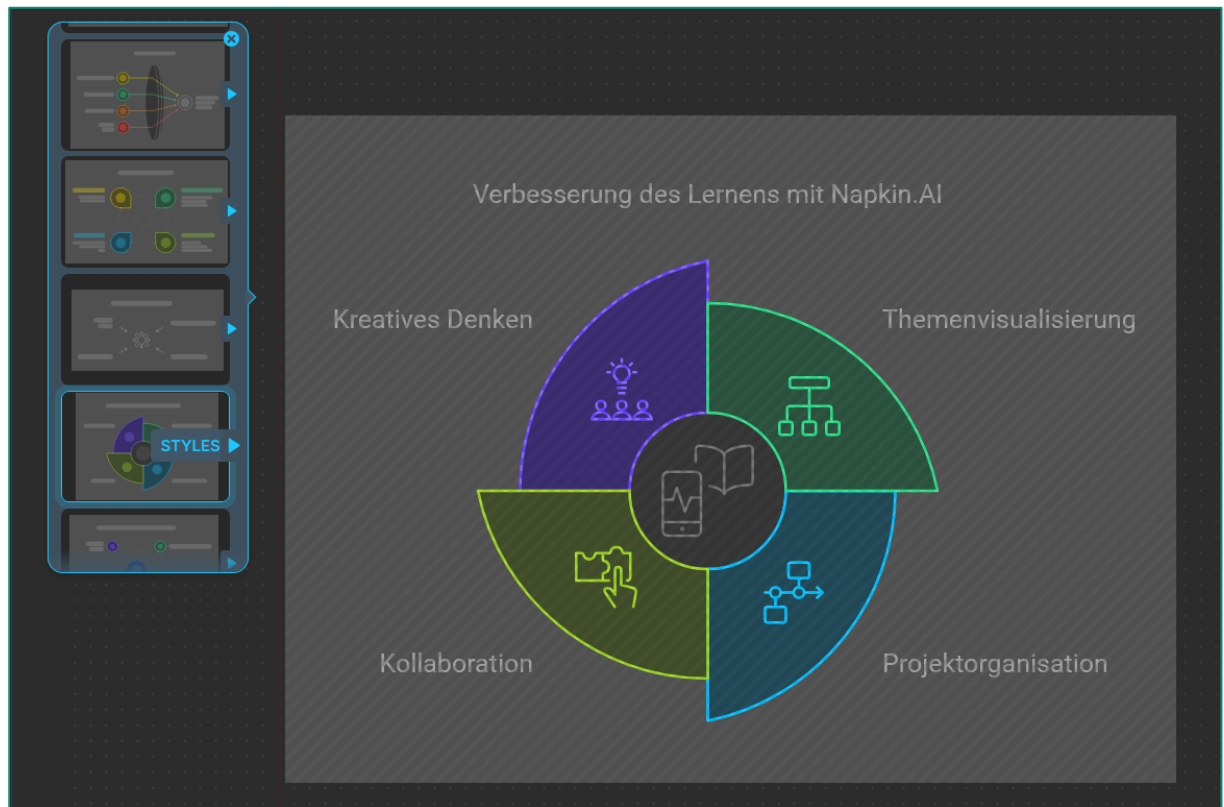 Verbesserung des Lernens mit Napkin.AI
Kreatives Denken
Themenvisualisierung
STYLES
Kollaboration
Projektorganisation